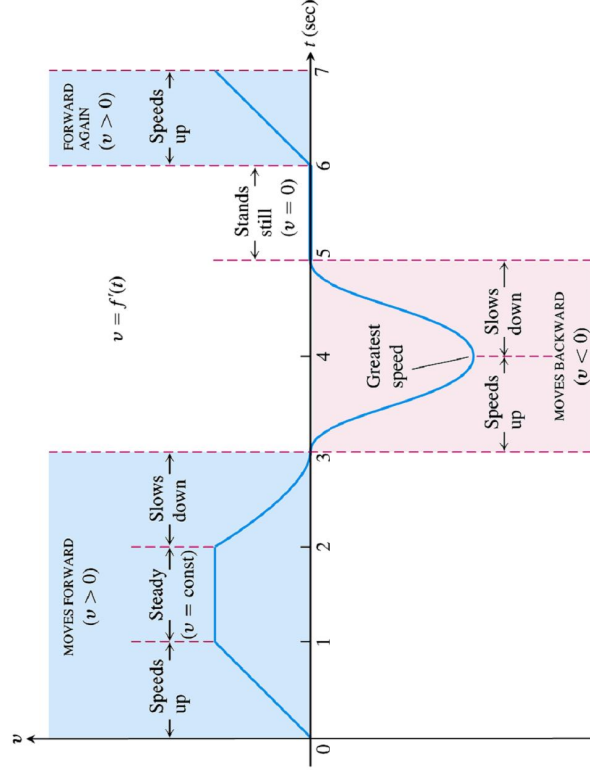 v
MOVES FORWARD
(v > 0)
FORWARD
AGAIN
(v > 0)
v = f′(t)
Speeds
up
Steady
(v = const)
Slows
down
Stands
still
(v = 0)
Speeds
up
0
1
2
3
4
5
6
7
t (sec)
Greatest
speed
Speeds
up
Slows
down
MOVES BACKWARD
(v < 0)